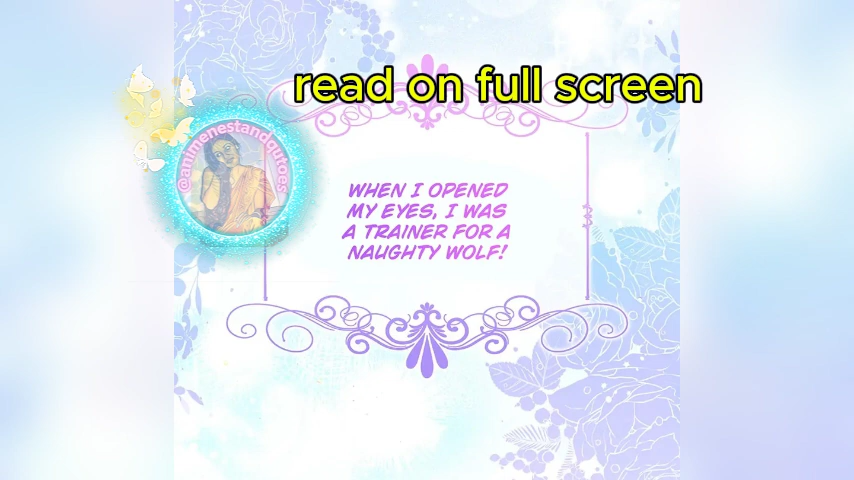 read on full screen
@animenestandqutoes
WHEN I OPENED
MY EYES, I WAS
A TRAINER FOR A
NAUGHTY WOLF!